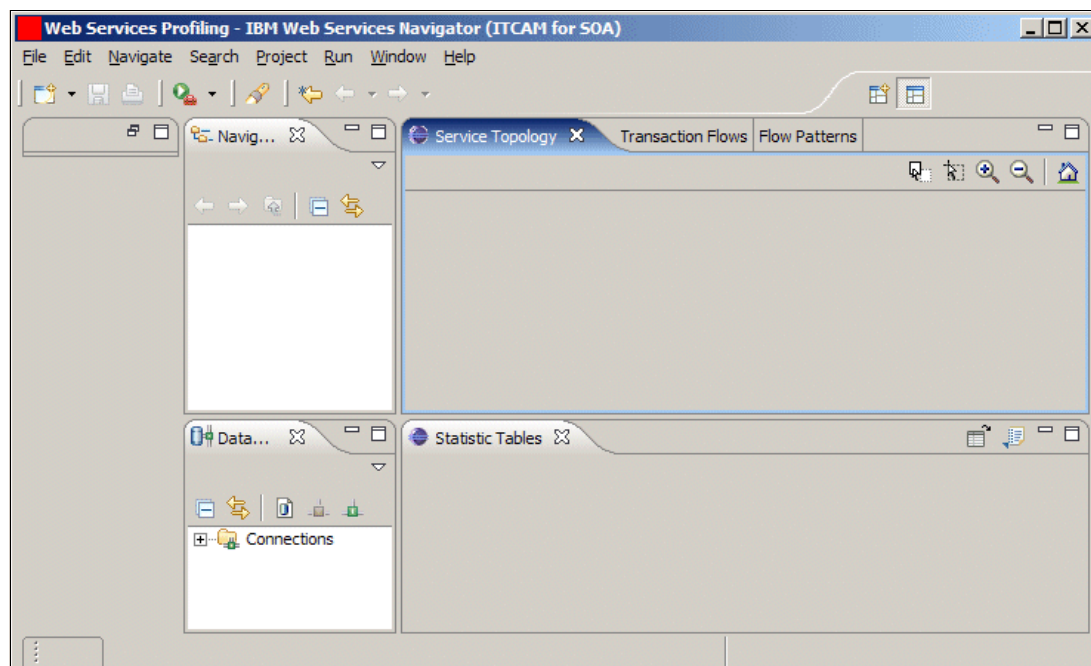 Web Services Profiling - IBM Web Services Navigator (ITCAM for SOA)
File Edit Navigate Search Project Run Window Help
Navig...
Service Topology
Transaction Flows
Flow Patterns
Data...
Statistic Tables
Connections